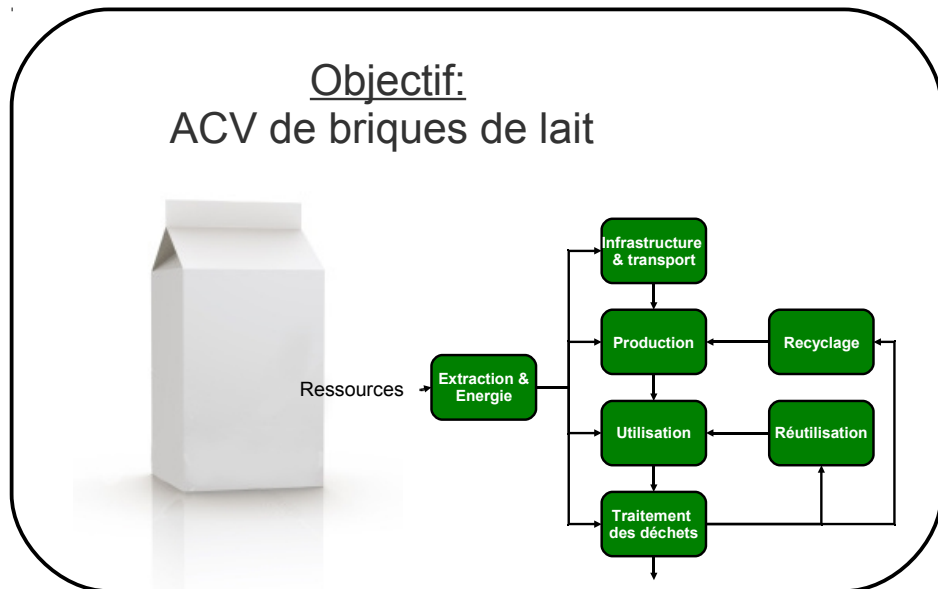 Objectif:
ACV de briques de lait
Infrastructure
& transport
Production
Recyclage
Ressources
Extraction &
Energie
Utilisation
Réutilisation
Traitement
des déchets